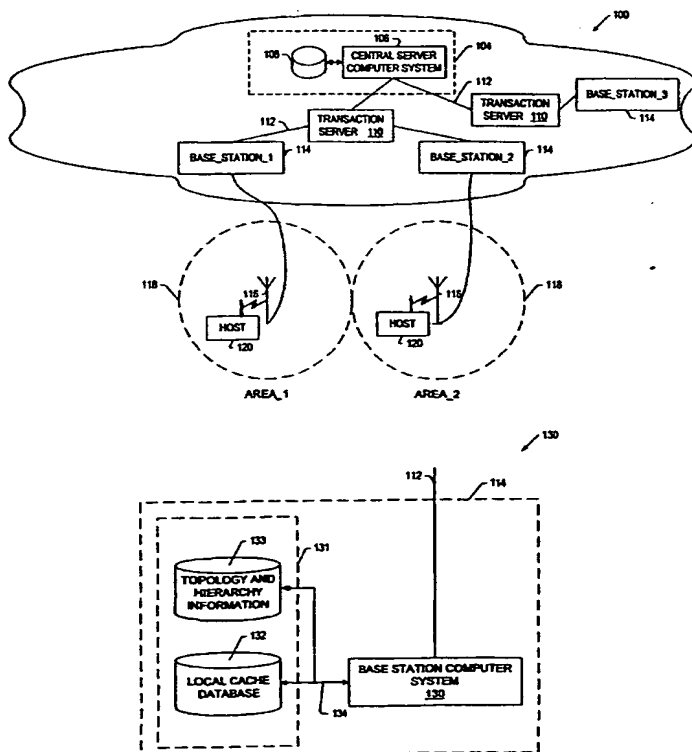 100
106
108
CENTRAL SERVER
COMPUTER SYSTEM
104
112
TRANSACTION
SERVER 110
BASE_STATION_3
114
112
TRANSACTION
SERVER 110
BASE_STATION_1
114
BASE_STATION_2
114
118
115
HOST
120
115
HOST
120
118
AREA_1
AREA_2
130
112
114
133
131
TOPOLOGY AND
HIERARCHY
INFORMATION
132
LOCAL CACHE
DATABASE
134
BASE STATION COMPUTER
SYSTEM
130